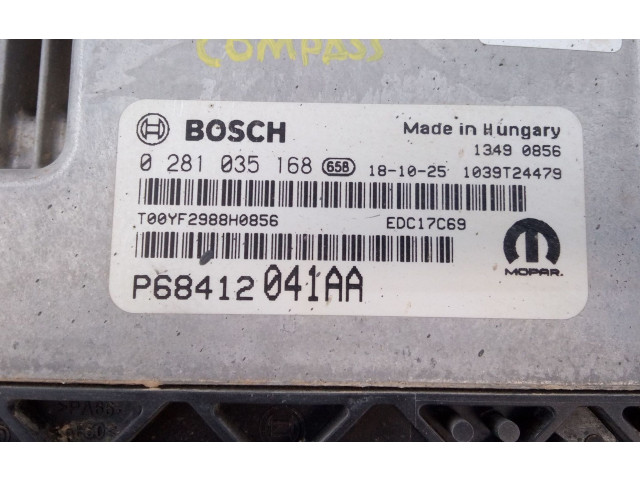 COMPASS
BOSCH
Made in Hungary
1349 0856
0 281 035 168 658 18-10-25 1039T24479
T00YF2988H0856 EDC17C69
MOPAR.
P68412041AA